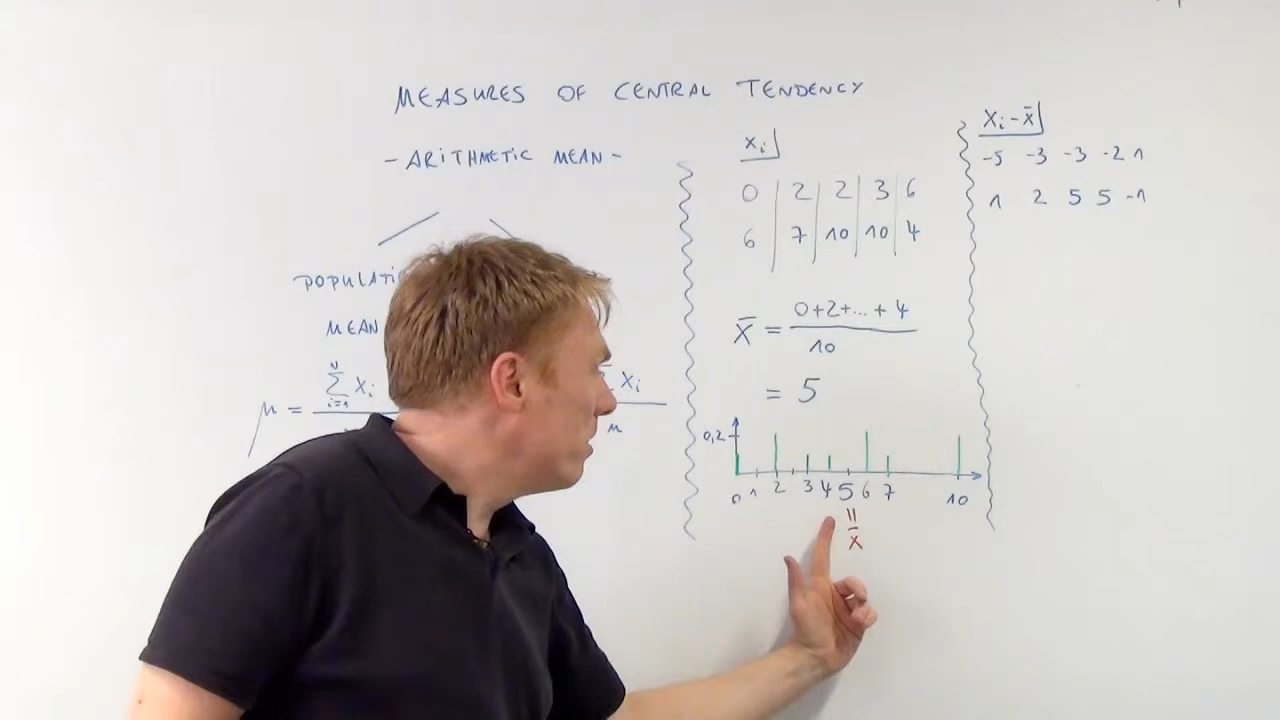 MEASURES OF CENTRAL TENDENCY
- ARITHMETIC MEAN -
MEAN
N
∑ xi
i=1
μ =
xi
n
xi
0 | 2 | 2 | 3 | 6
6 | 7 | 10 | 10 | 4
x̄ = 0+2+...+4
10
= 5
0,2
0 1 2 3 4 5 6 7 10
=
x̄
xi - x̄
-5 -3 -3 -2 1
1 2 5 5 -1